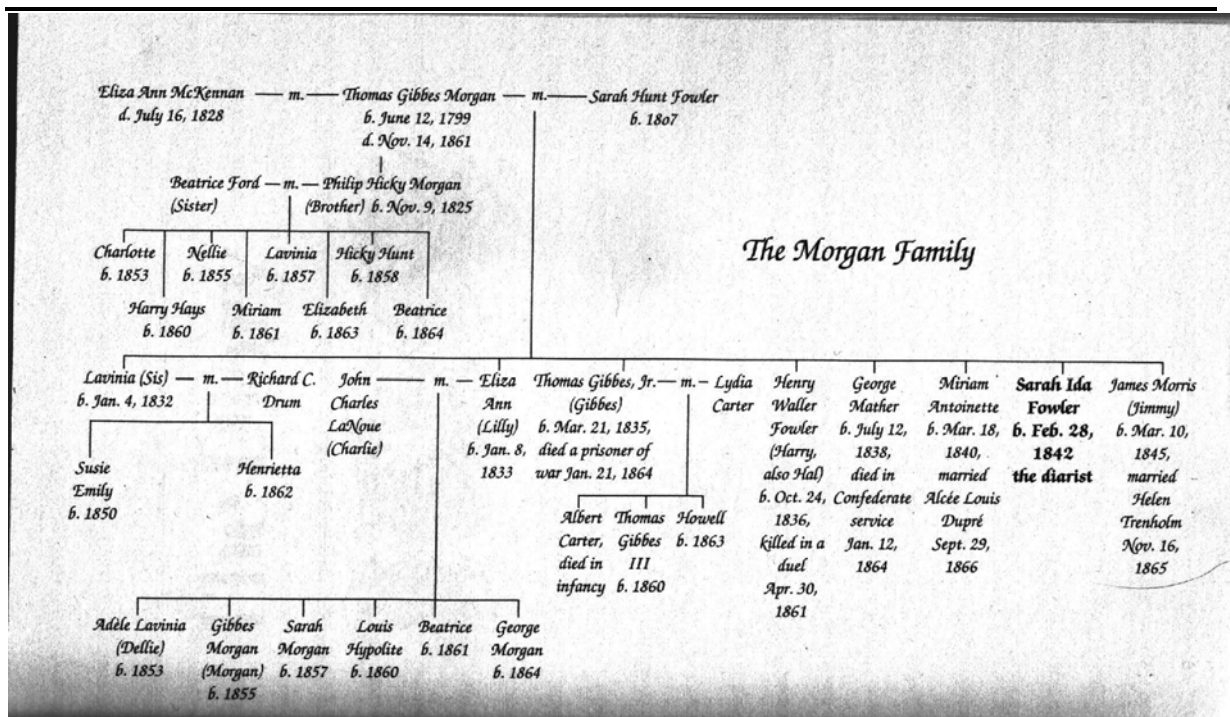 Eliza Ann McKennan — m. — Thomas Gibbes Morgan — m. — Sarah Hunt Fowler
d. July 16, 1828
b. June 12, 1799
d. Nov. 14, 1861
b. 1807
Beatrice Ford — m. — Philip Hicky Morgan
(Sister)
(Brother) b. Nov. 9, 1825
Charlotte
b. 1853
Nellie
b. 1855
Lavinia
b. 1857
Hicky Hunt
b. 1858
The Morgan Family
Harry Hays
b. 1860
Miriam
b. 1861
Elizabeth
b. 1863
Beatrice
b. 1864
Lavinia (Sis) — m. — Richard C.
b. Jan. 4, 1832
Drum
John
Charles
LaNoue
(Charlie)
m.
Eliza
Ann
(Lilly)
b. Jan. 8,
1833
Thomas Gibbes, Jr. — m. — Lydia
Carter
(Gibbes)
b. Mar. 21, 1835,
died a prisoner of
war Jan. 21, 1864
Henry
Waller
Fowler
(Harry,
also Hal)
b. Oct. 24,
1836,
killed in a
duel
Apr. 30,
1861
George
Mather
b. July 12,
1838,
died in
Confederate
service
Jan. 12,
1864
Miriam
Antoinette
b. Mar. 18,
1840,
married
Alcée Louis
Dupré
Sept. 29,
1866
Sarah Ida
Fowler
b. Feb. 28,
1842
the diarist
James Morris
(Jimmy)
b. Mar. 10,
1845,
married
Helen
Trenholm
Nov. 16,
1865
Susie
Emily
b. 1850
Henrietta
b. 1862
Albert
Carter,
died in
infancy
Thomas
Gibbes
III
b. 1860
Howell
b. 1863
Adèle Lavinia
(Dellie)
b. 1853
Gibbes
Morgan
(Morgan)
b. 1855
Sarah
Morgan
b. 1857
Louis
Hypolite
b. 1860
Beatrice
b. 1861
George
Morgan
b. 1864